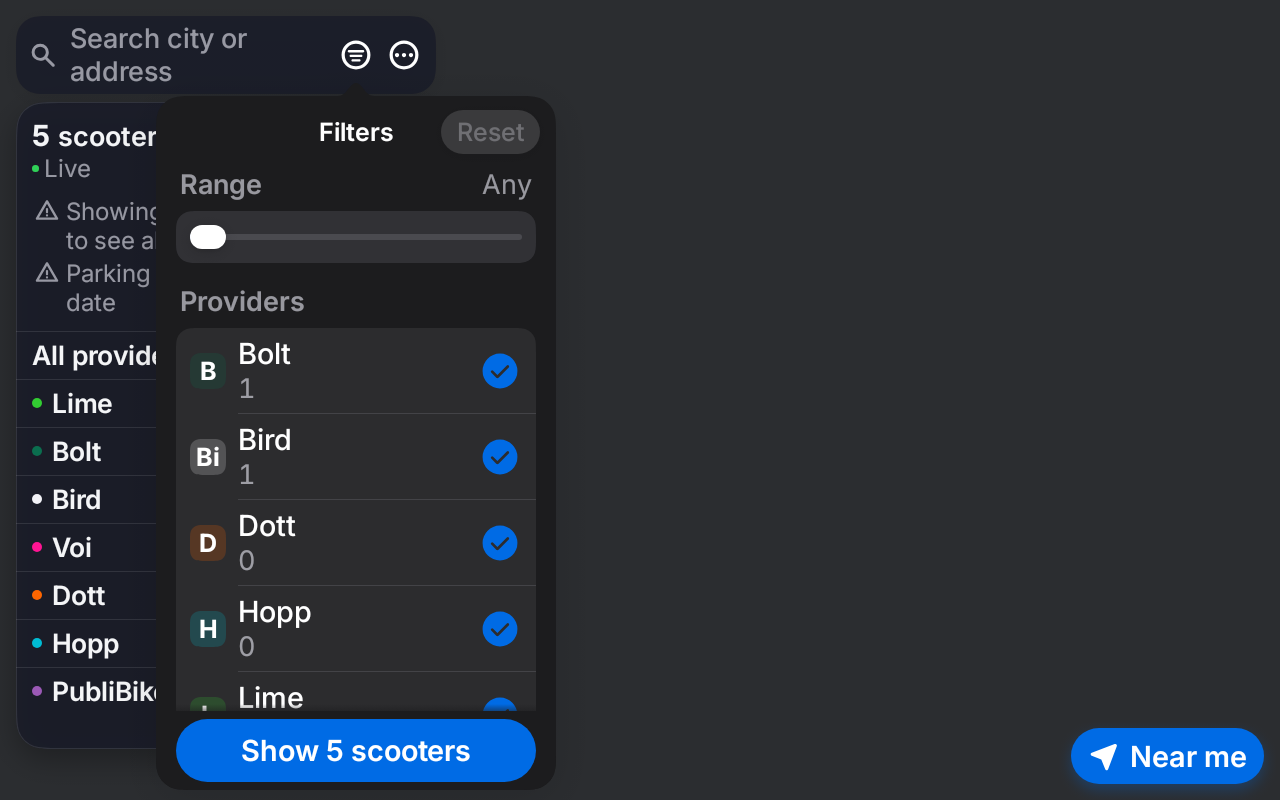 Search city or
address
Filters
Reset
5 scooter
Live
Range
Any
Showing
to see a
Parking
date
Providers
All provide
Lime
Bolt
Bird
Voi
Dott
Hopp
PubliBike
B
Bolt
1
Bi
Bird
1
D
Dott
0
H
Hopp
0
Lime
Show 5 scooters
Near me